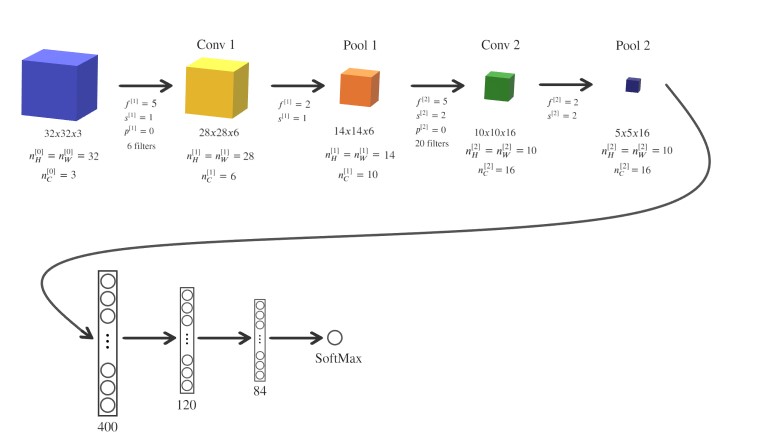 Conv 1
Pool 1
Conv 2
Pool 2
f^[1] = 5
s^[1] = 1
p^[1] = 0
6 filters
f^[1] = 2
s^[1] = 1
f^[2] = 5
s^[2] = 2
p^[2] = 0
20 filters
f^[2] = 2
s^[2] = 2
32x32x3
n_H^[0] = n_W^[0] = 32
n_C^[0] = 3
28x28x6
n_H^[1] = n_W^[1] = 28
n_C^[1] = 6
14x14x6
n_H^[1] = n_W^[1] = 14
n_C^[1] = 10
10x10x16
n_H^[2] = n_W^[2] = 10
n_C^[2] = 16
5x5x16
n_H^[2] = n_W^[2] = 10
n_C^[2] = 16
400
120
84
SoftMax